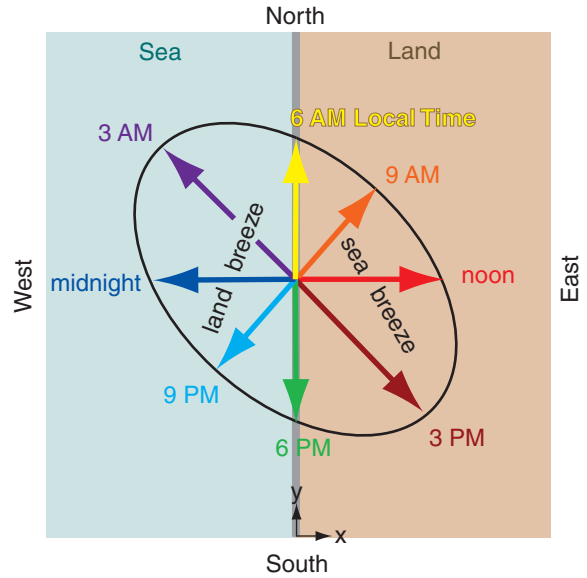 North
Sea
Land
6 AM Local Time
3 AM
9 AM
land breeze
sea breeze
West
midnight
noon
East
9 PM
3 PM
6 PM
y
x
South